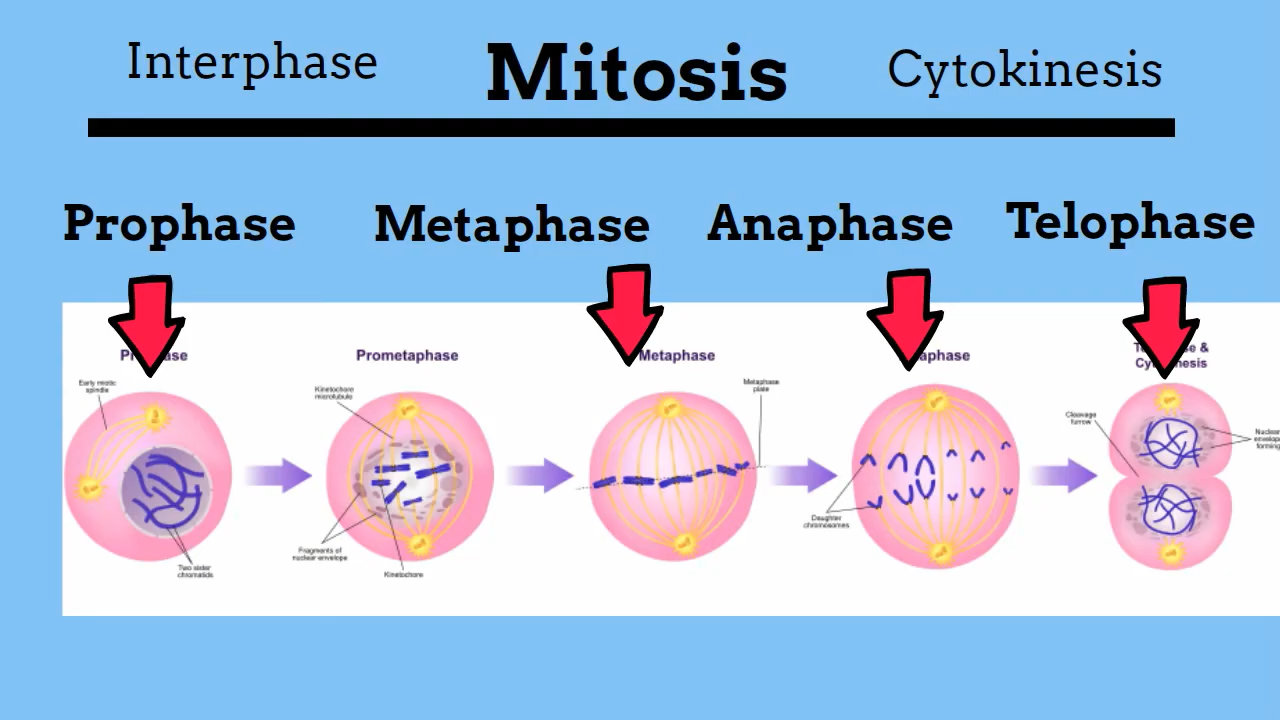 Interphase
Mitosis
Cytokinesis
Prophase
Metaphase
Anaphase
Telophase
Prometaphase
Metaphase
Early mitotic
spindle
Kinetochore
microtubule
Metaphase
plate
Cleavage
furrow
Nuclear
Daughter
chromosomes
Fragments of
nuclear envelope
Two sister
chromatids
Kinetochore